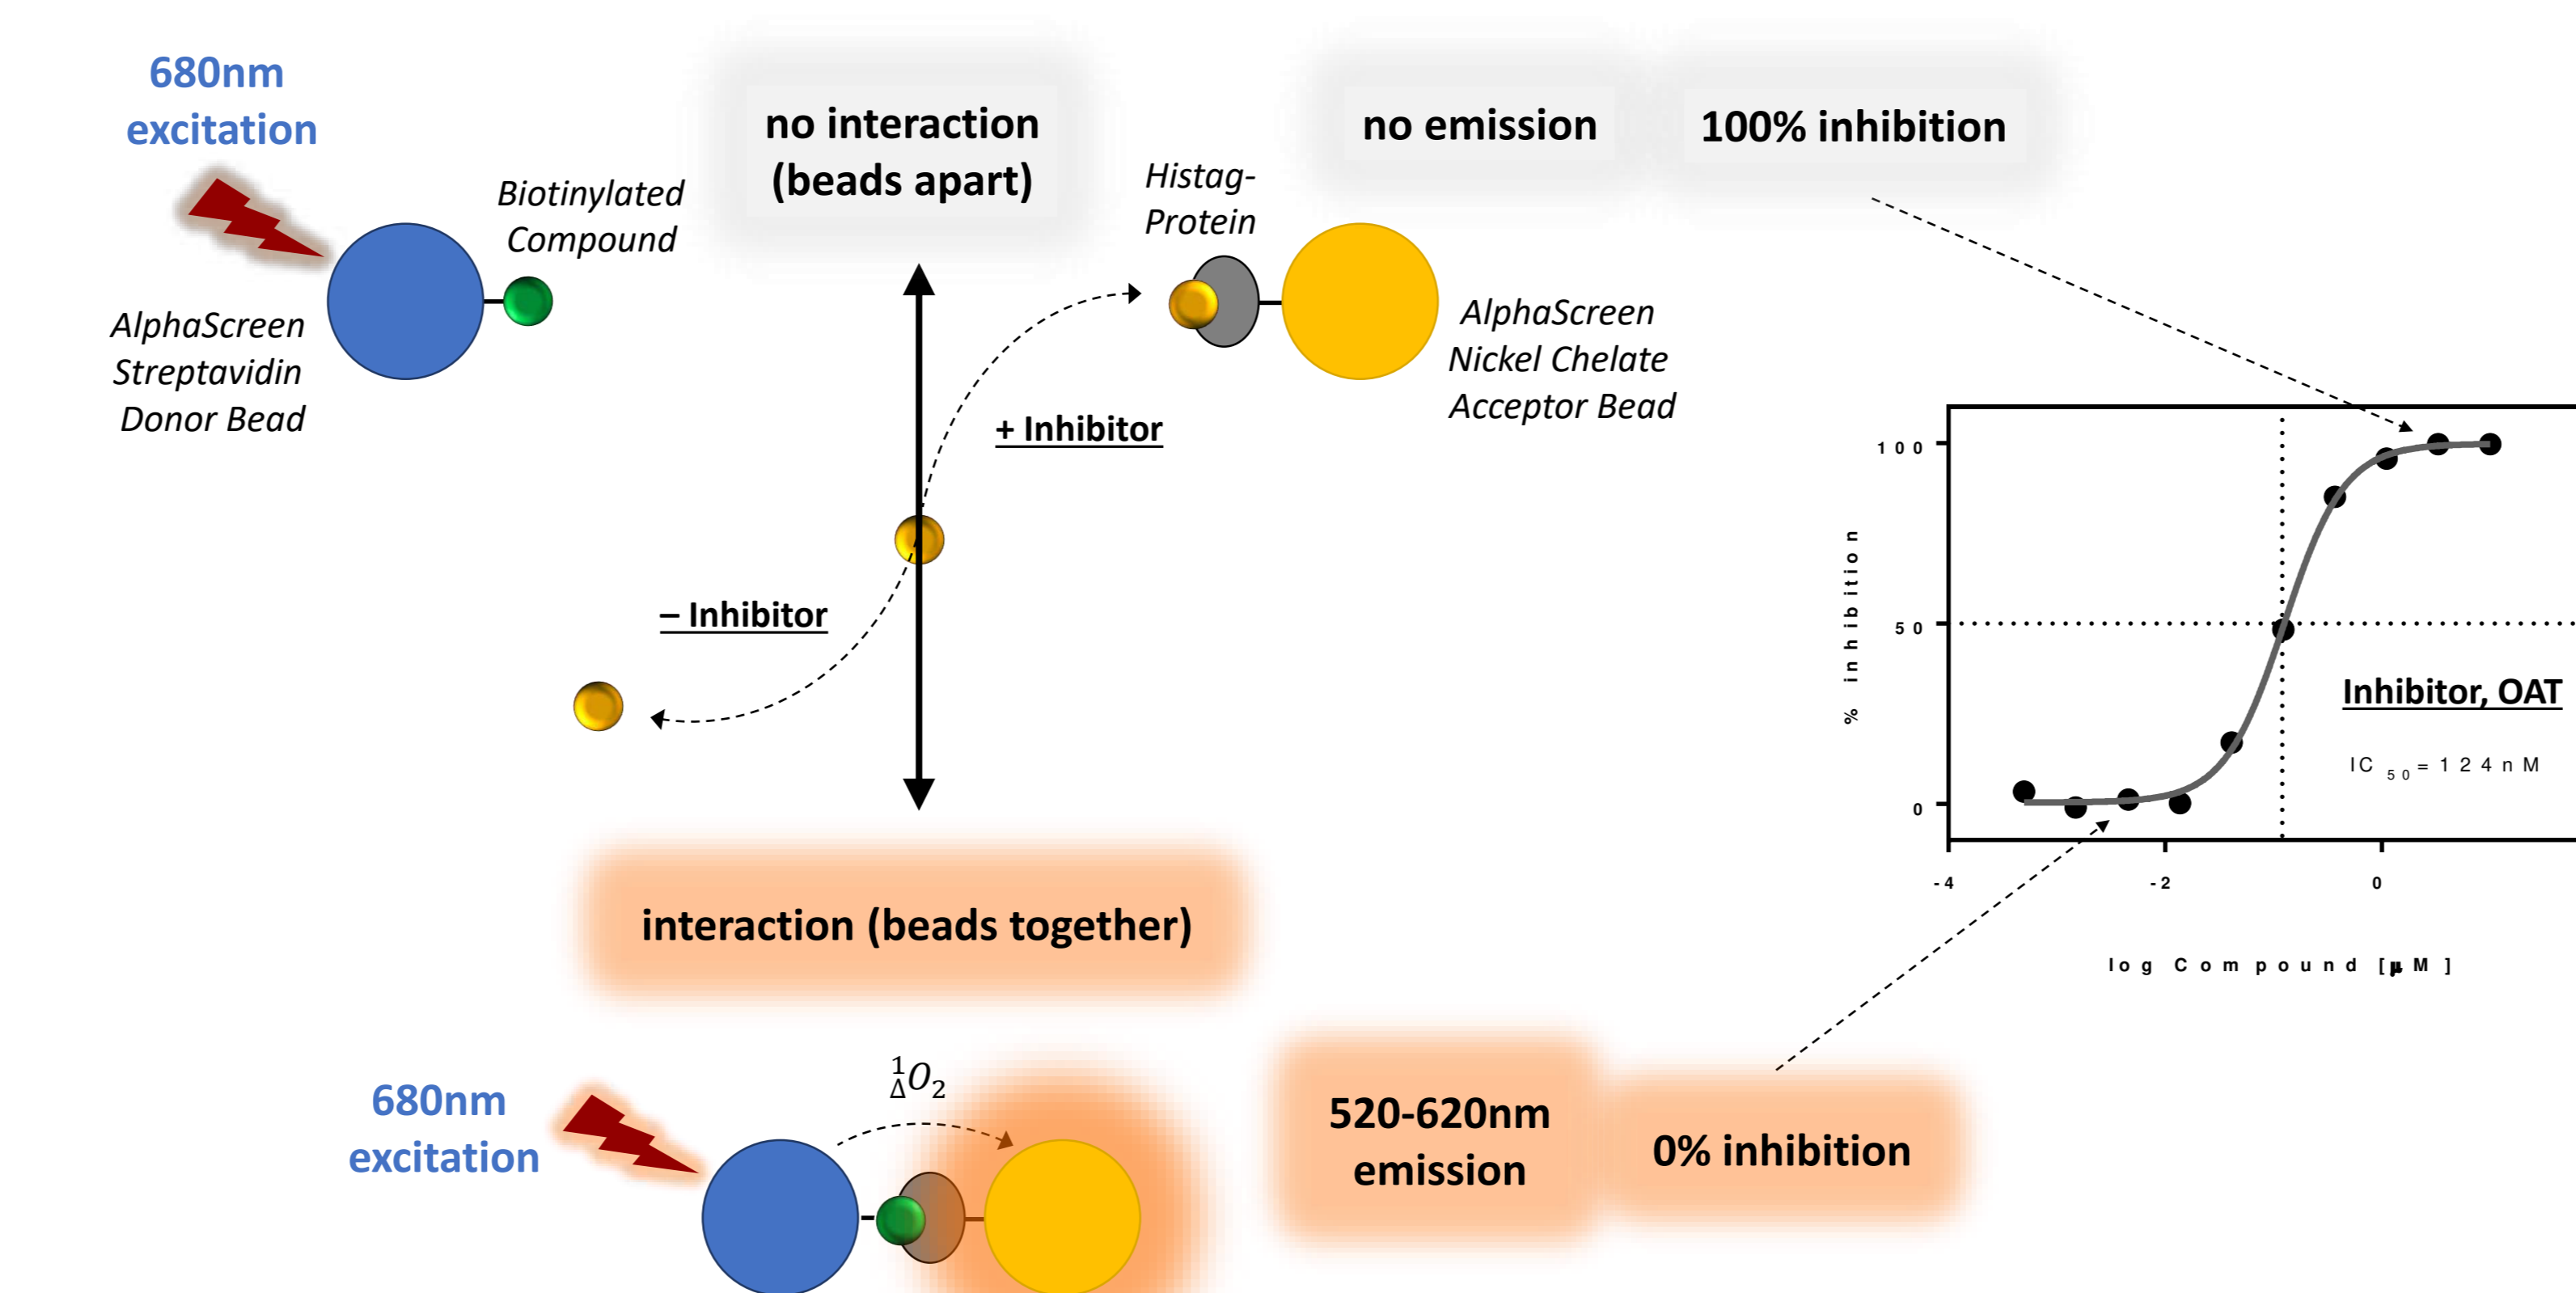 680nm
excitation
no interaction
(beads apart)
no emission
100% inhibition
Biotinylated
Compound
Histag-
Protein
AlphaScreen
Streptavidin
Donor Bead
AlphaScreen
Nickel Chelate
Acceptor Bead
+ Inhibitor
– Inhibitor
100
50
0
% inhibition
Inhibitor, OAT
IC50=124nM
-4
-2
0
log Compound [μM]
interaction (beads together)
680nm
excitation
1ΔO2
520-620nm
emission
0% inhibition